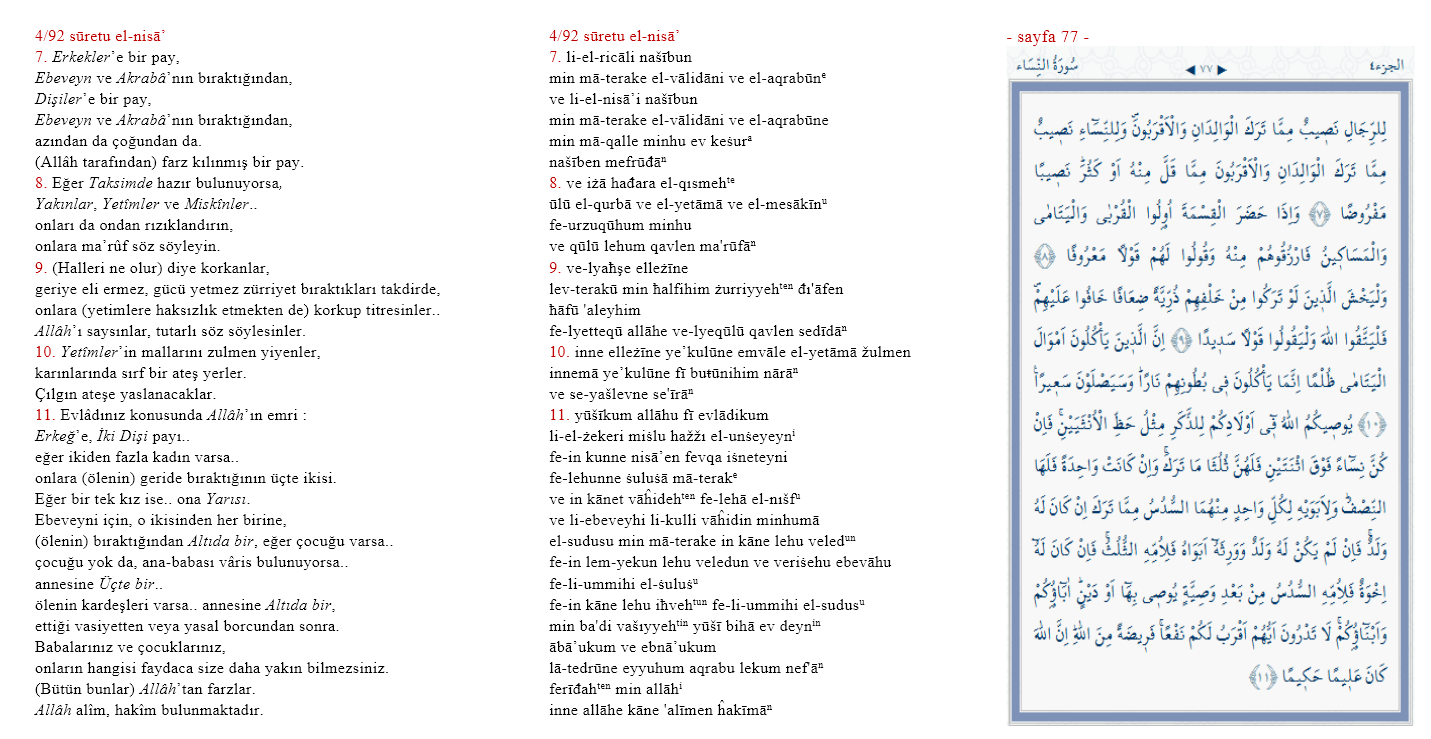 4/92 sūretu el-nisā’
7. Erkekler’e bir pay,
Ebeveyn ve Akrabâ’nın bıraktığından,
Dişiler’e bir pay,
Ebeveyn ve Akrabâ’nın bıraktığından,
azından da çoğundan da.
(Allâh tarafından) farz kılınmış bir pay.
8. Eğer Taksimde hazır bulunuyorsa,
Yakınlar, Yetîmler ve Miskînler..
onları da ondan rızıklandırın,
onlara ma’rûf söz söyleyin.
9. (Halleri ne olur) diye korkanlar,
geriye eli ermez, gücü yetmez zürriyet bıraktıkları takdirde,
onlara (yetimlere haksızlık etmekten de) korkup titresinler..
Allâh’ı saysınlar, tutarlı söz söylesinler.
10. Yetîmler’in mallarını zulmen yiyenler,
karınlarında sırf bir ateş yerler.
Çılgın ateşe yaslanacaklar.
11. Evlâdınız konusunda Allâh’ın emri :
Erkeğ’e, İki Dişi payı..
eğer ikiden fazla kadın varsa..
onlara (ölenin) geride bıraktığının üçte ikisi.
Eğer bir tek kız ise.. ona Yarısı.
Ebeveyni için, o ikisinden her birine,
(ölenin) bıraktığından Altıda bir, eğer çocuğu varsa..
çocuğu yok da, ana-babası vâris bulunuyorsa..
annesine Üçte bir..
ölenin kardeşleri varsa.. annesine Altıda bir,
ettiği vasiyetten veya yasal borcundan sonra.
Babalarınız ve çocuklarınız,
onların hangisi faydaca size daha yakın bilmezsiniz.
(Bütün bunlar) Allâh’tan farzlar.
Allâh alîm, hakîm bulunmaktadır.
4/92 sūretu el-nisā’
7. li-el-ricāli našībun
min mā-terake el-vālidāni ve el-aqrabūnᵉ
ve li-el-nisā’i našībun
min mā-terake el-vālidāni ve el-aqrabūne
min mā-qalle minhu ev keṡurᵃ
našīben mefrūđāⁿ
8. ve iżā hađara el-qısmehᵗᵉ
ūlū el-qurbā ve el-yetāmā ve el-mesākīnᵘ
fe-urzuqūhum minhu
ve qūlū lehum qavlen ma'rūfāⁿ
9. ve-lyaħşe elleżīne
lev-terakū min ħalfihim żurriyyehᵗᵉⁿ đı'āfen
ħāfū 'aleyhim
fe-lyetteqū allāhe ve-lyeqūlū qavlen sedīdāⁿ
10. inne elleżīne ye’kulūne emvāle el-yetāmā žulmen
innemā ye’kulūne fī buŧūnihim nārāⁿ
ve se-yašlevne se'īrāⁿ
11. yūšīkum allāhu fī evlādikum
li-el-żekeri miṡlu hažžı el-unṡeyeynⁱ
fe-in kunne nisā’en fevqa iṡneteyni
fe-lehunne ṡuluṡā mā-terakᵉ
ve in kānet vāĥidehᵗᵉⁿ fe-lehā el-nışfᵘ
ve li-ebeveyhi li-kulli vāĥidin minhumā
el-sudusu min mā-terake in kāne lehu veledᵘⁿ
fe-in lem-yekun lehu veledun ve veriṡehu ebevāhu
fe-li-ummihi el-ṡuluṡᵘ
fe-in kāne lehu iħvehᵗᵘⁿ fe-li-ummihi el-sudusᵘ
min ba'di vašıyyehᵗⁱⁿ yūšī bihā ev deynⁱⁿ
ābā’ukum ve ebnā’ukum
lā-tedrūne eyyuhum aqrabu lekum nef'āⁿ
ferīđahᵗᵉⁿ min allāhⁱ
inne allāhe kāne 'alīmen ĥakīmāⁿ
- sayfa 77 -
الجزء٤ ◀ ٧٧ ▶ سُورَةُ النِّسَاء
لِلرِّجَالِ نَصِيبٌ مِمَّا تَرَكَ الْوَالِدَانِ وَالْاَقْرَبُونَۖ وَلِلنِّسَٓاءِ نَصِيبٌ
مِمَّا تَرَكَ الْوَالِدَانِ وَالْاَقْرَبُونَ مِمَّا قَلَّ مِنْهُ اَوْ كَثُرَۜ نَصِيبًا
مَفْرُوضًا ﴿٧﴾ وَاِذَا حَضَرَ الْقِسْمَةَ اُو۬لُوا الْقُرْبٰى وَالْيَتَامٰى
وَالْمَسَاكِينُ فَارْزُقُوهُمْ مِنْهُ وَقُولُوا لَهُمْ قَوْلًا مَعْرُوفًا ﴿٨﴾
وَلْيَخْشَ الَّذِينَ لَوْ تَرَكُوا مِنْ خَلْفِهِمْ ذُرِّيَّةً ضِعَافًا خَافُوا عَلَيْهِمْۖ
فَلْيَتَّقُوا اللّٰهَ وَلْيَقُولُوا قَوْلًا سَدِيدًا ﴿٩﴾ اِنَّ الَّذِينَ يَأْكُلُونَ اَمْوَالَ
الْيَتَامٰى ظُلْمًا اِنَّمَا يَأْكُلُونَ فِى بُطُونِهِمْ نَارًاۜ وَسَيَصْلَوْنَ سَعِيرًا۟
﴿١٠﴾ يُوصِيكُمُ اللّٰهُ فِٓى اَوْلَادِكُمْ لِلذَّكَرِ مِثْلُ حَظِّ الْاُنْثَيَيْنِۚ فَاِنْ
كُنَّ نِسَٓاءً فَوْقَ اثْنَتَيْنِ فَلَهُنَّ ثُلُثَا مَا تَرَكَۚ وَاِنْ كَانَتْ وَاحِدَةً فَلَهَا
النِّصْفُۜ وَلِاَبَوَيْهِ لِكُلِّ وَاحِدٍ مِنْهُمَا السُّدُسُ مِمَّا تَرَكَ اِنْ كَانَ لَهُ
وَلَدٌۚ فَاِنْ لَمْ يَكُنْ لَهُ وَلَدٌ وَوَرِثَهُٓ اَبَوَاهُ فَلِاُمِّهِ الثُّلُثُۚ فَاِنْ كَانَ لَهُٓ
اِخْوَةٌ فَلِاُمِّهِ السُّدُسُ مِنْ بَعْدِ وَصِيَّةٍ يُوصِى بِهَٓا اَوْ دَيْنٍۜ اٰبَٓاؤُ۬كُمْ
وَاَبْنَٓاؤُ۬كُمْۚ لَا تَدْرُونَ اَيُّهُمْ اَقْرَبُ لَكُمْ نَفْعًاۚ فَرِيضَةً مِنَ اللّٰهِۜ اِنَّ اللّٰهَ
كَانَ عَلِيمًا حَكِيمًا ﴿١١﴾